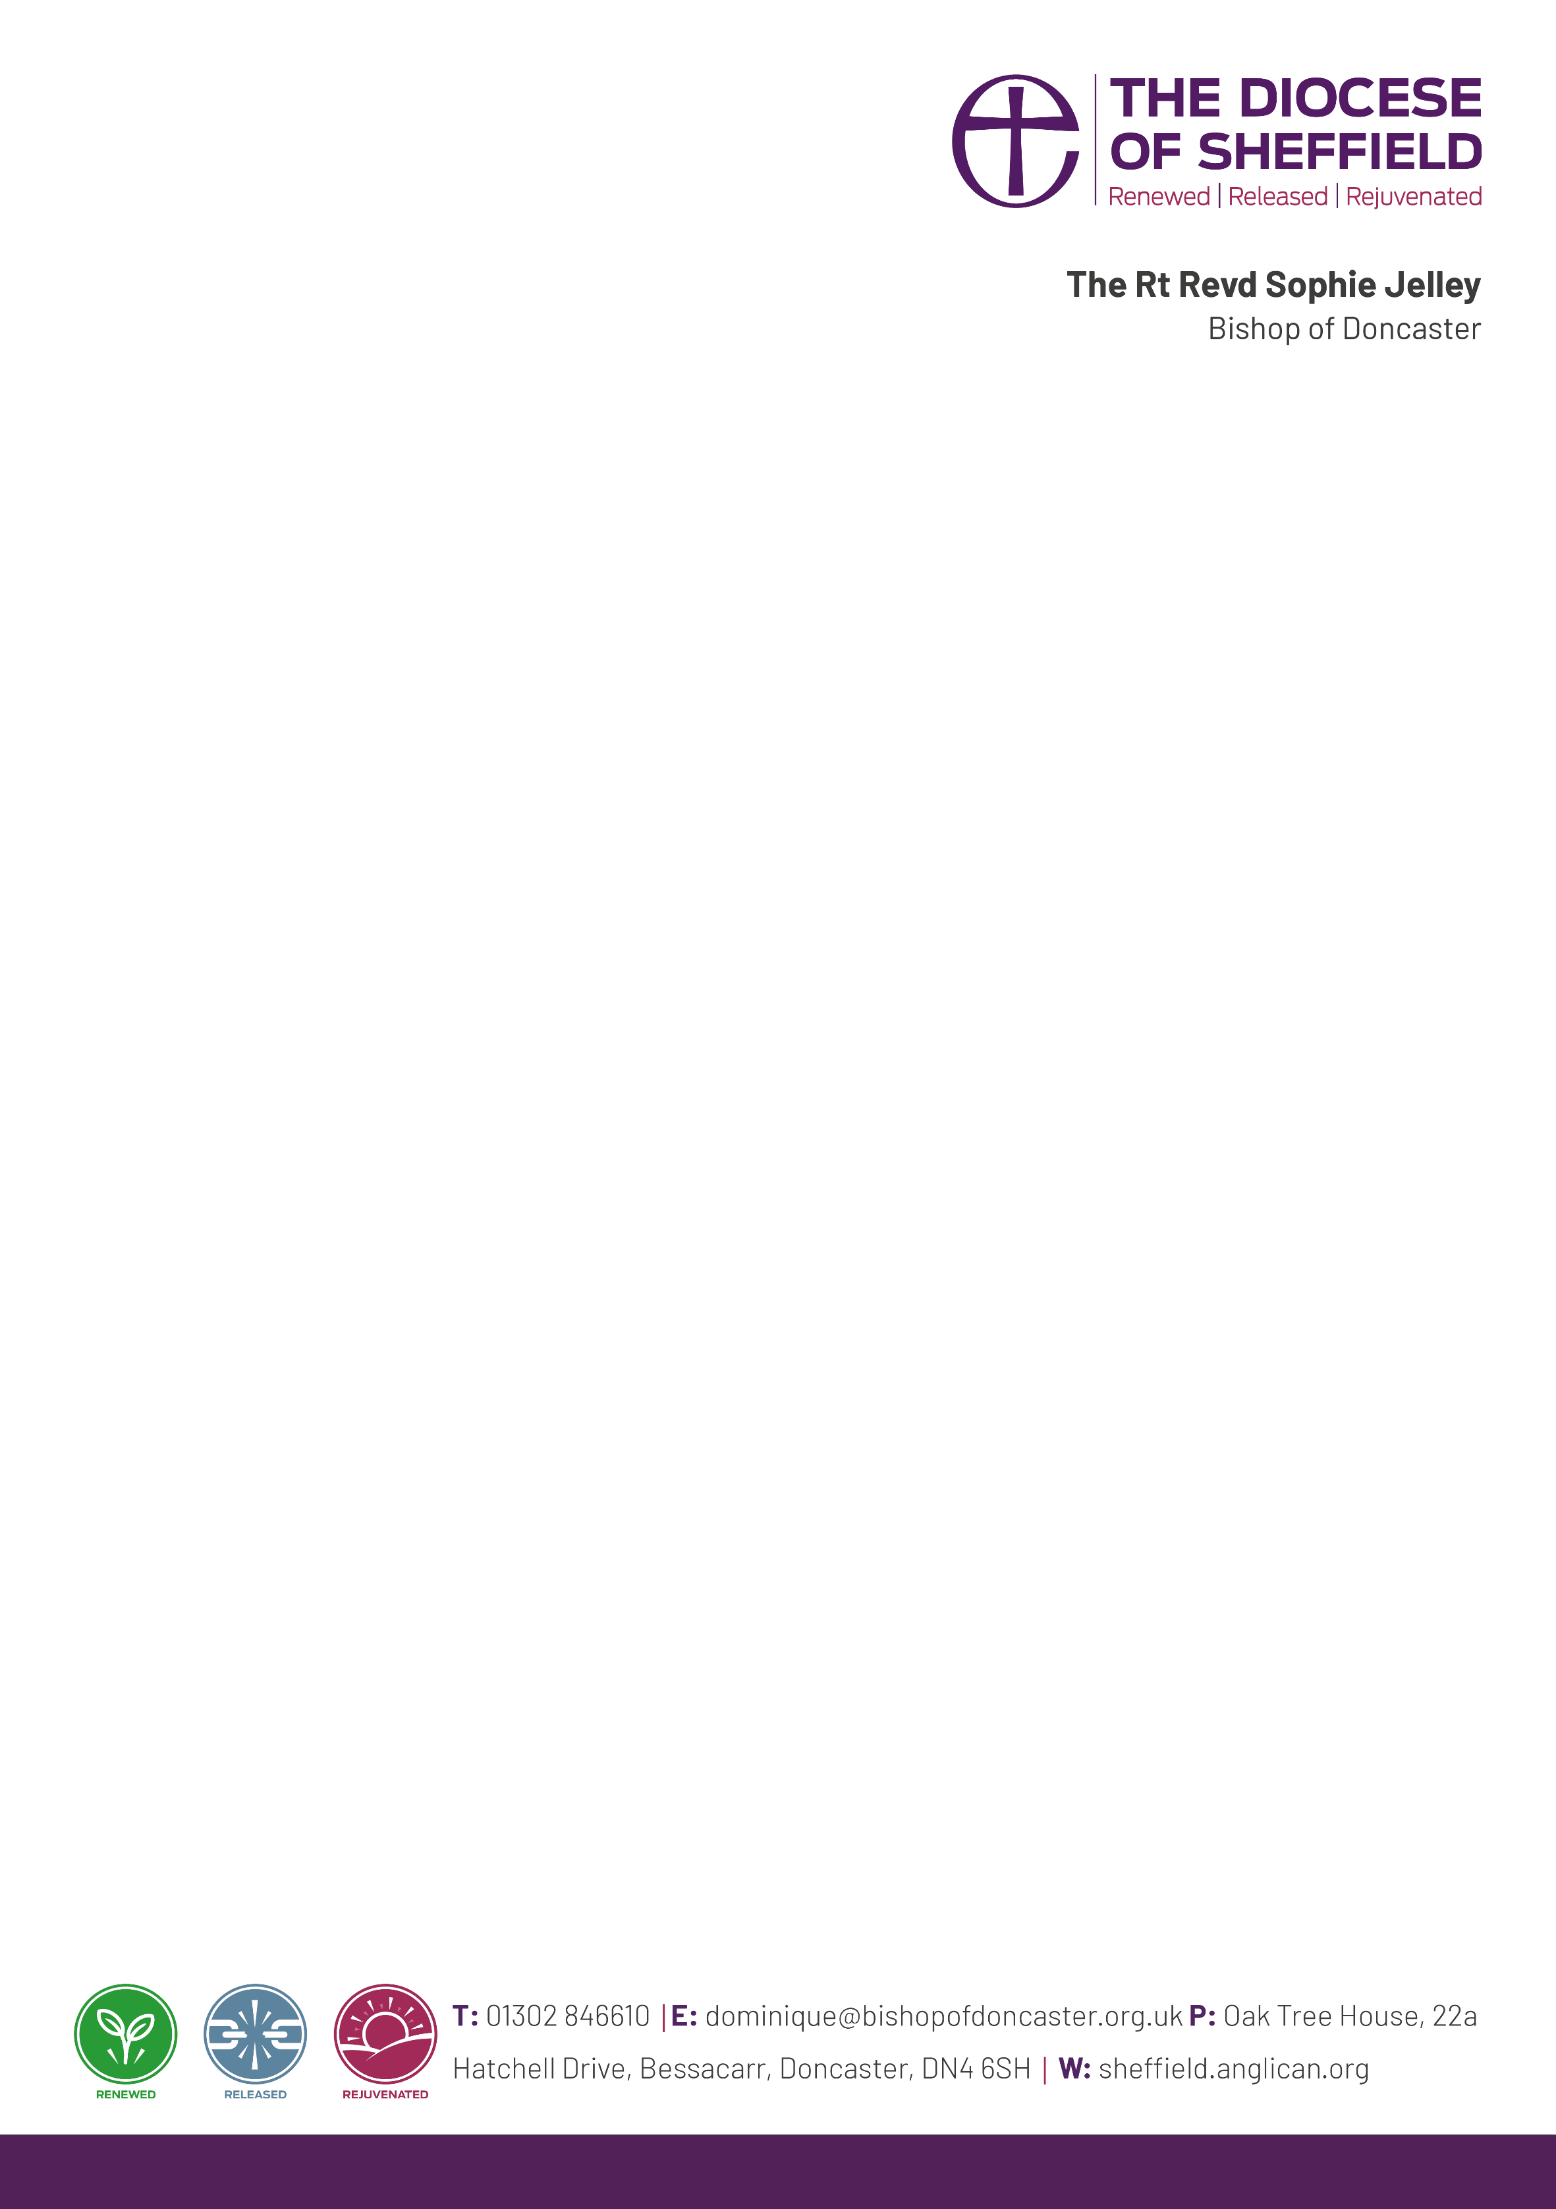 THE DIOCESE
OF SHEFFIELD
Renewed | Released | Rejuvenated
The Rt Revd Sophie Jelley
Bishop of Doncaster
RENEWED
RELEASED
REJUVENATED
T: 01302 846610 | E: dominique@bishopofdoncaster.org.uk P: Oak Tree House, 22a
Hatchell Drive, Bessacarr, Doncaster, DN4 6SH | W: sheffield.anglican.org